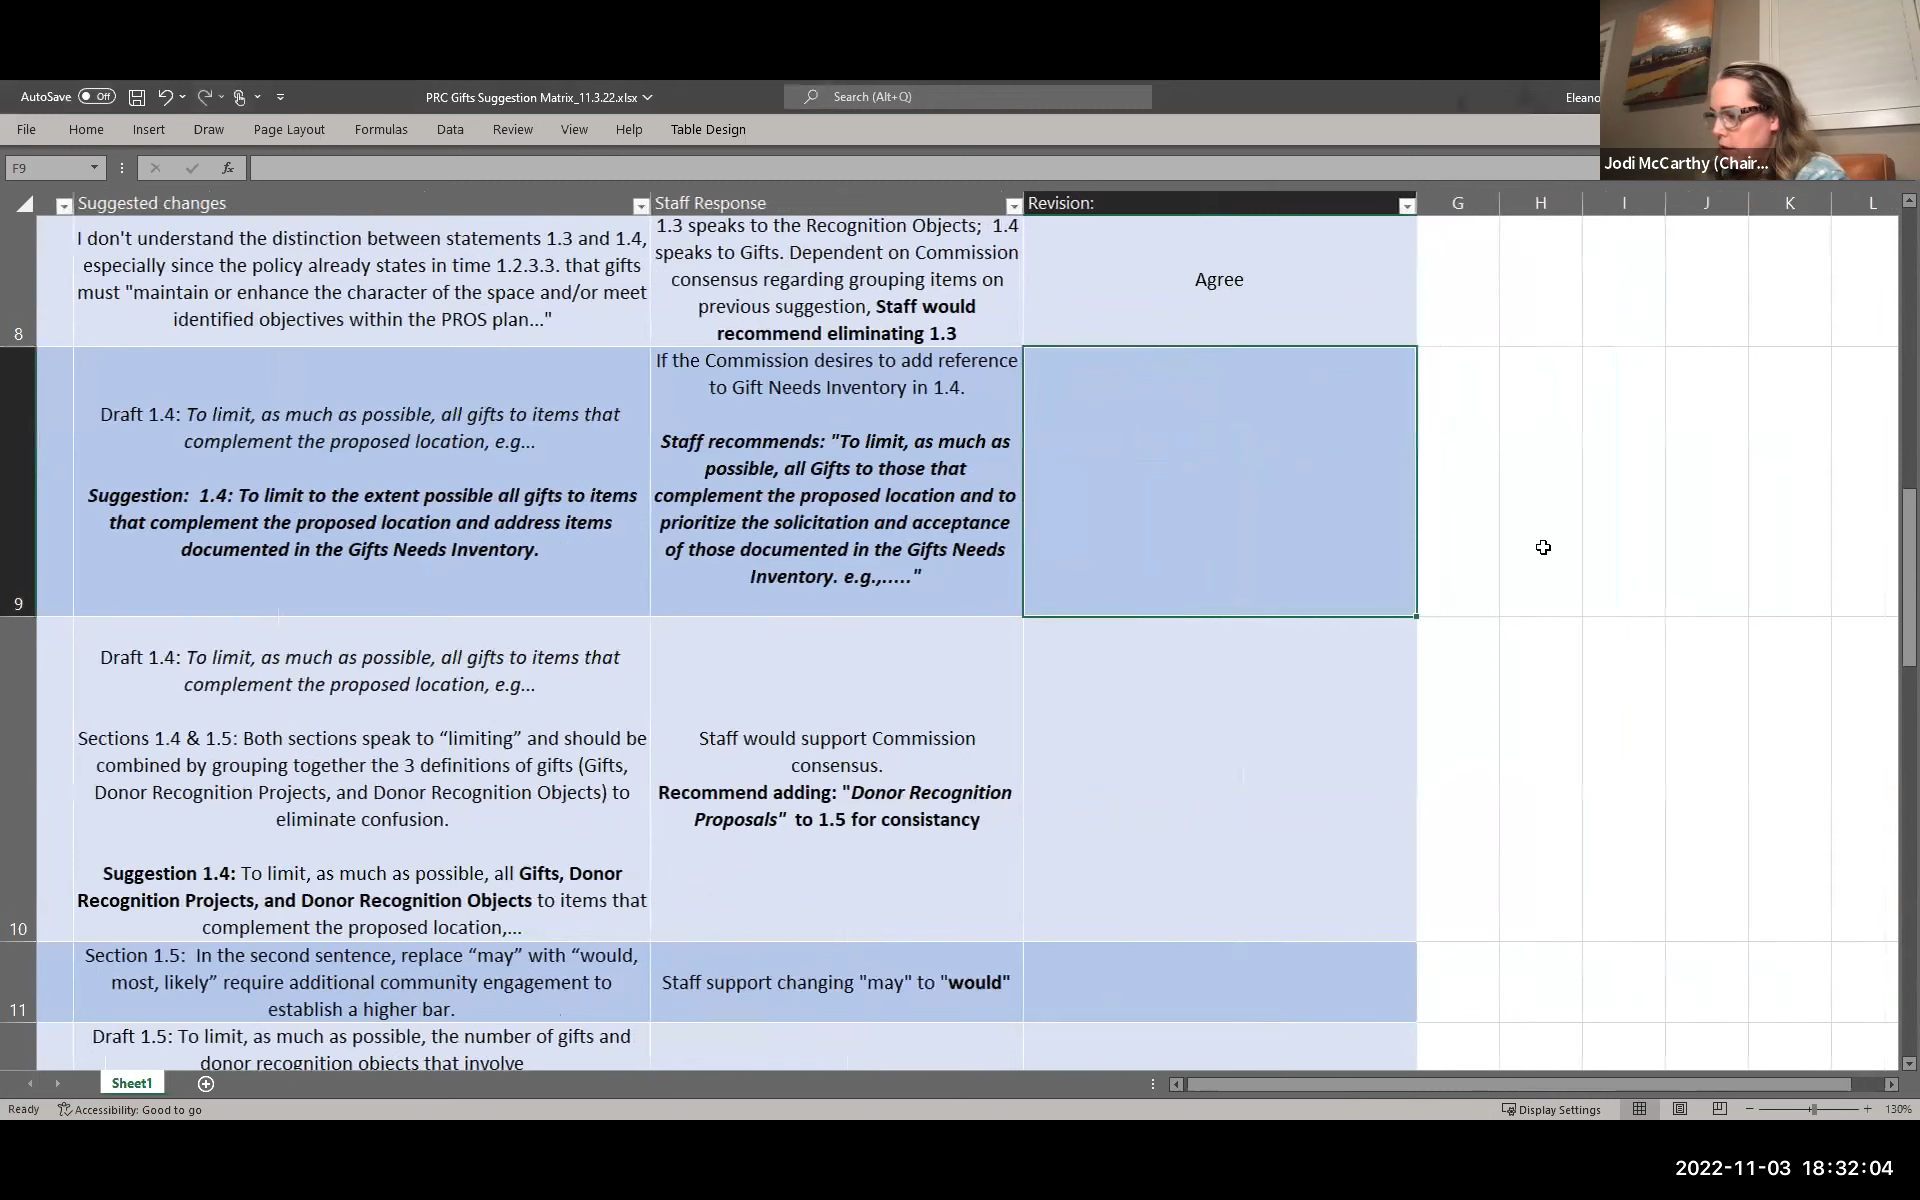 AutoSave Off
PRC Gifts Suggestion Matrix_11.3.22.xlsx
Search (Alt+Q)
Eleano
File Home Insert Draw Page Layout Formulas Data Review View Help Table Design
Jodi McCarthy (Chair...
F9
fx
Suggested changes
Staff Response
Revision:
G H I J K L
I don't understand the distinction between statements 1.3 and 1.4,
especially since the policy already states in time 1.2.3.3. that gifts
must "maintain or enhance the character of the space and/or meet
identified objectives within the PROS plan..."
1.3 speaks to the Recognition Objects; 1.4
speaks to Gifts. Dependent on Commission
consensus regarding grouping items on
previous suggestion, Staff would
recommend eliminating 1.3
Agree
8
Draft 1.4: To limit, as much as possible, all gifts to items that
complement the proposed location, e.g...
Suggestion: 1.4: To limit to the extent possible all gifts to items
that complement the proposed location and address items
documented in the Gifts Needs Inventory.
If the Commission desires to add reference
to Gift Needs Inventory in 1.4.
Staff recommends: "To limit, as much as
possible, all Gifts to those that
complement the proposed location and to
prioritize the solicitation and acceptance
of those documented in the Gifts Needs
Inventory. e.g.,....."
9
Draft 1.4: To limit, as much as possible, all gifts to items that
complement the proposed location, e.g...
Sections 1.4 & 1.5: Both sections speak to “limiting” and should be
combined by grouping together the 3 definitions of gifts (Gifts,
Donor Recognition Projects, and Donor Recognition Objects) to
eliminate confusion.
Suggestion 1.4: To limit, as much as possible, all Gifts, Donor
Recognition Projects, and Donor Recognition Objects to items that
complement the proposed location,...
Staff would support Commission
consensus.
Recommend adding: "Donor Recognition
Proposals" to 1.5 for consistancy
10
Section 1.5: In the second sentence, replace “may” with “would,
most, likely” require additional community engagement to
establish a higher bar.
Staff support changing "may" to "would"
11
Draft 1.5: To limit, as much as possible, the number of gifts and
donor recognition objects that involve
Sheet1
Ready
Accessibility: Good to go
Display Settings
130%
2022-11-03 18:32:04